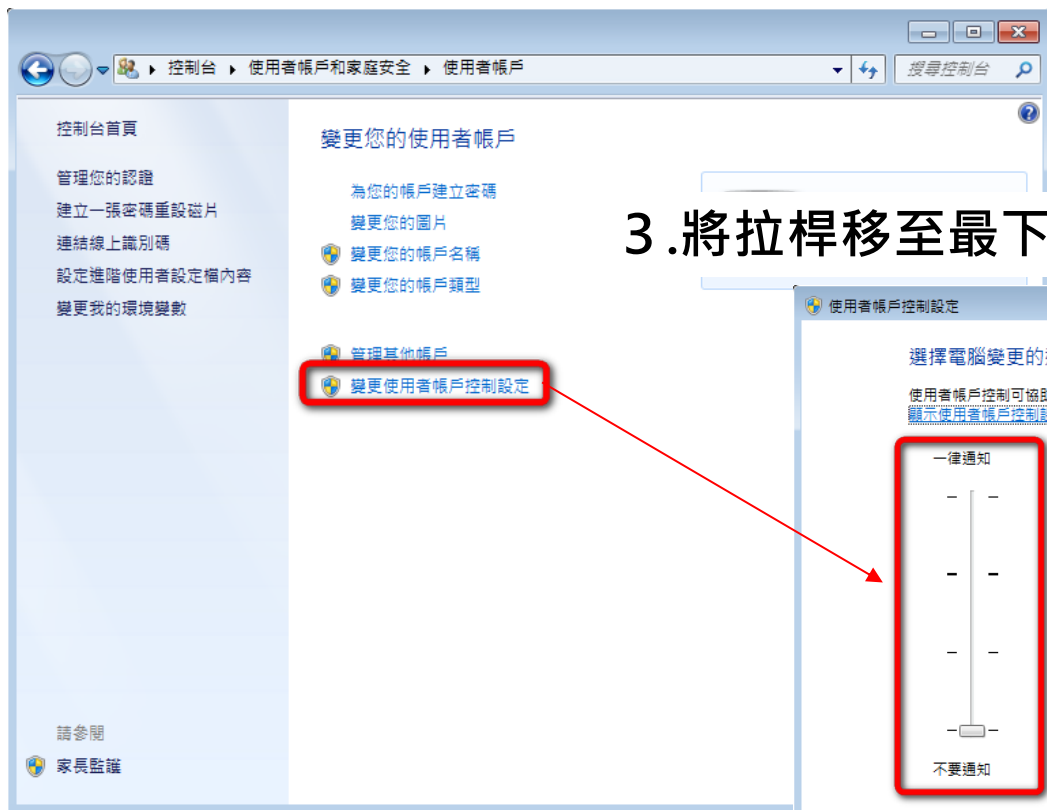 控制台 ▸ 使用者帳戶和家庭安全 ▸ 使用者帳戶
搜尋控制台
控制台首頁
管理您的認證
建立一張密碼重設磁片
連結線上識別碼
設定進階使用者設定檔內容
變更我的環境變數
變更您的使用者帳戶
為您的帳戶建立密碼
變更您的圖片
變更您的帳戶名稱
變更您的帳戶類型
管理其他帳戶
變更使用者帳戶控制設定
3.將拉桿移至最下
使用者帳戶控制設定
選擇電腦變更的
使用者帳戶控制可協
顯示使用者帳戶控制
一律通知
不要通知
請參閱
家長監護